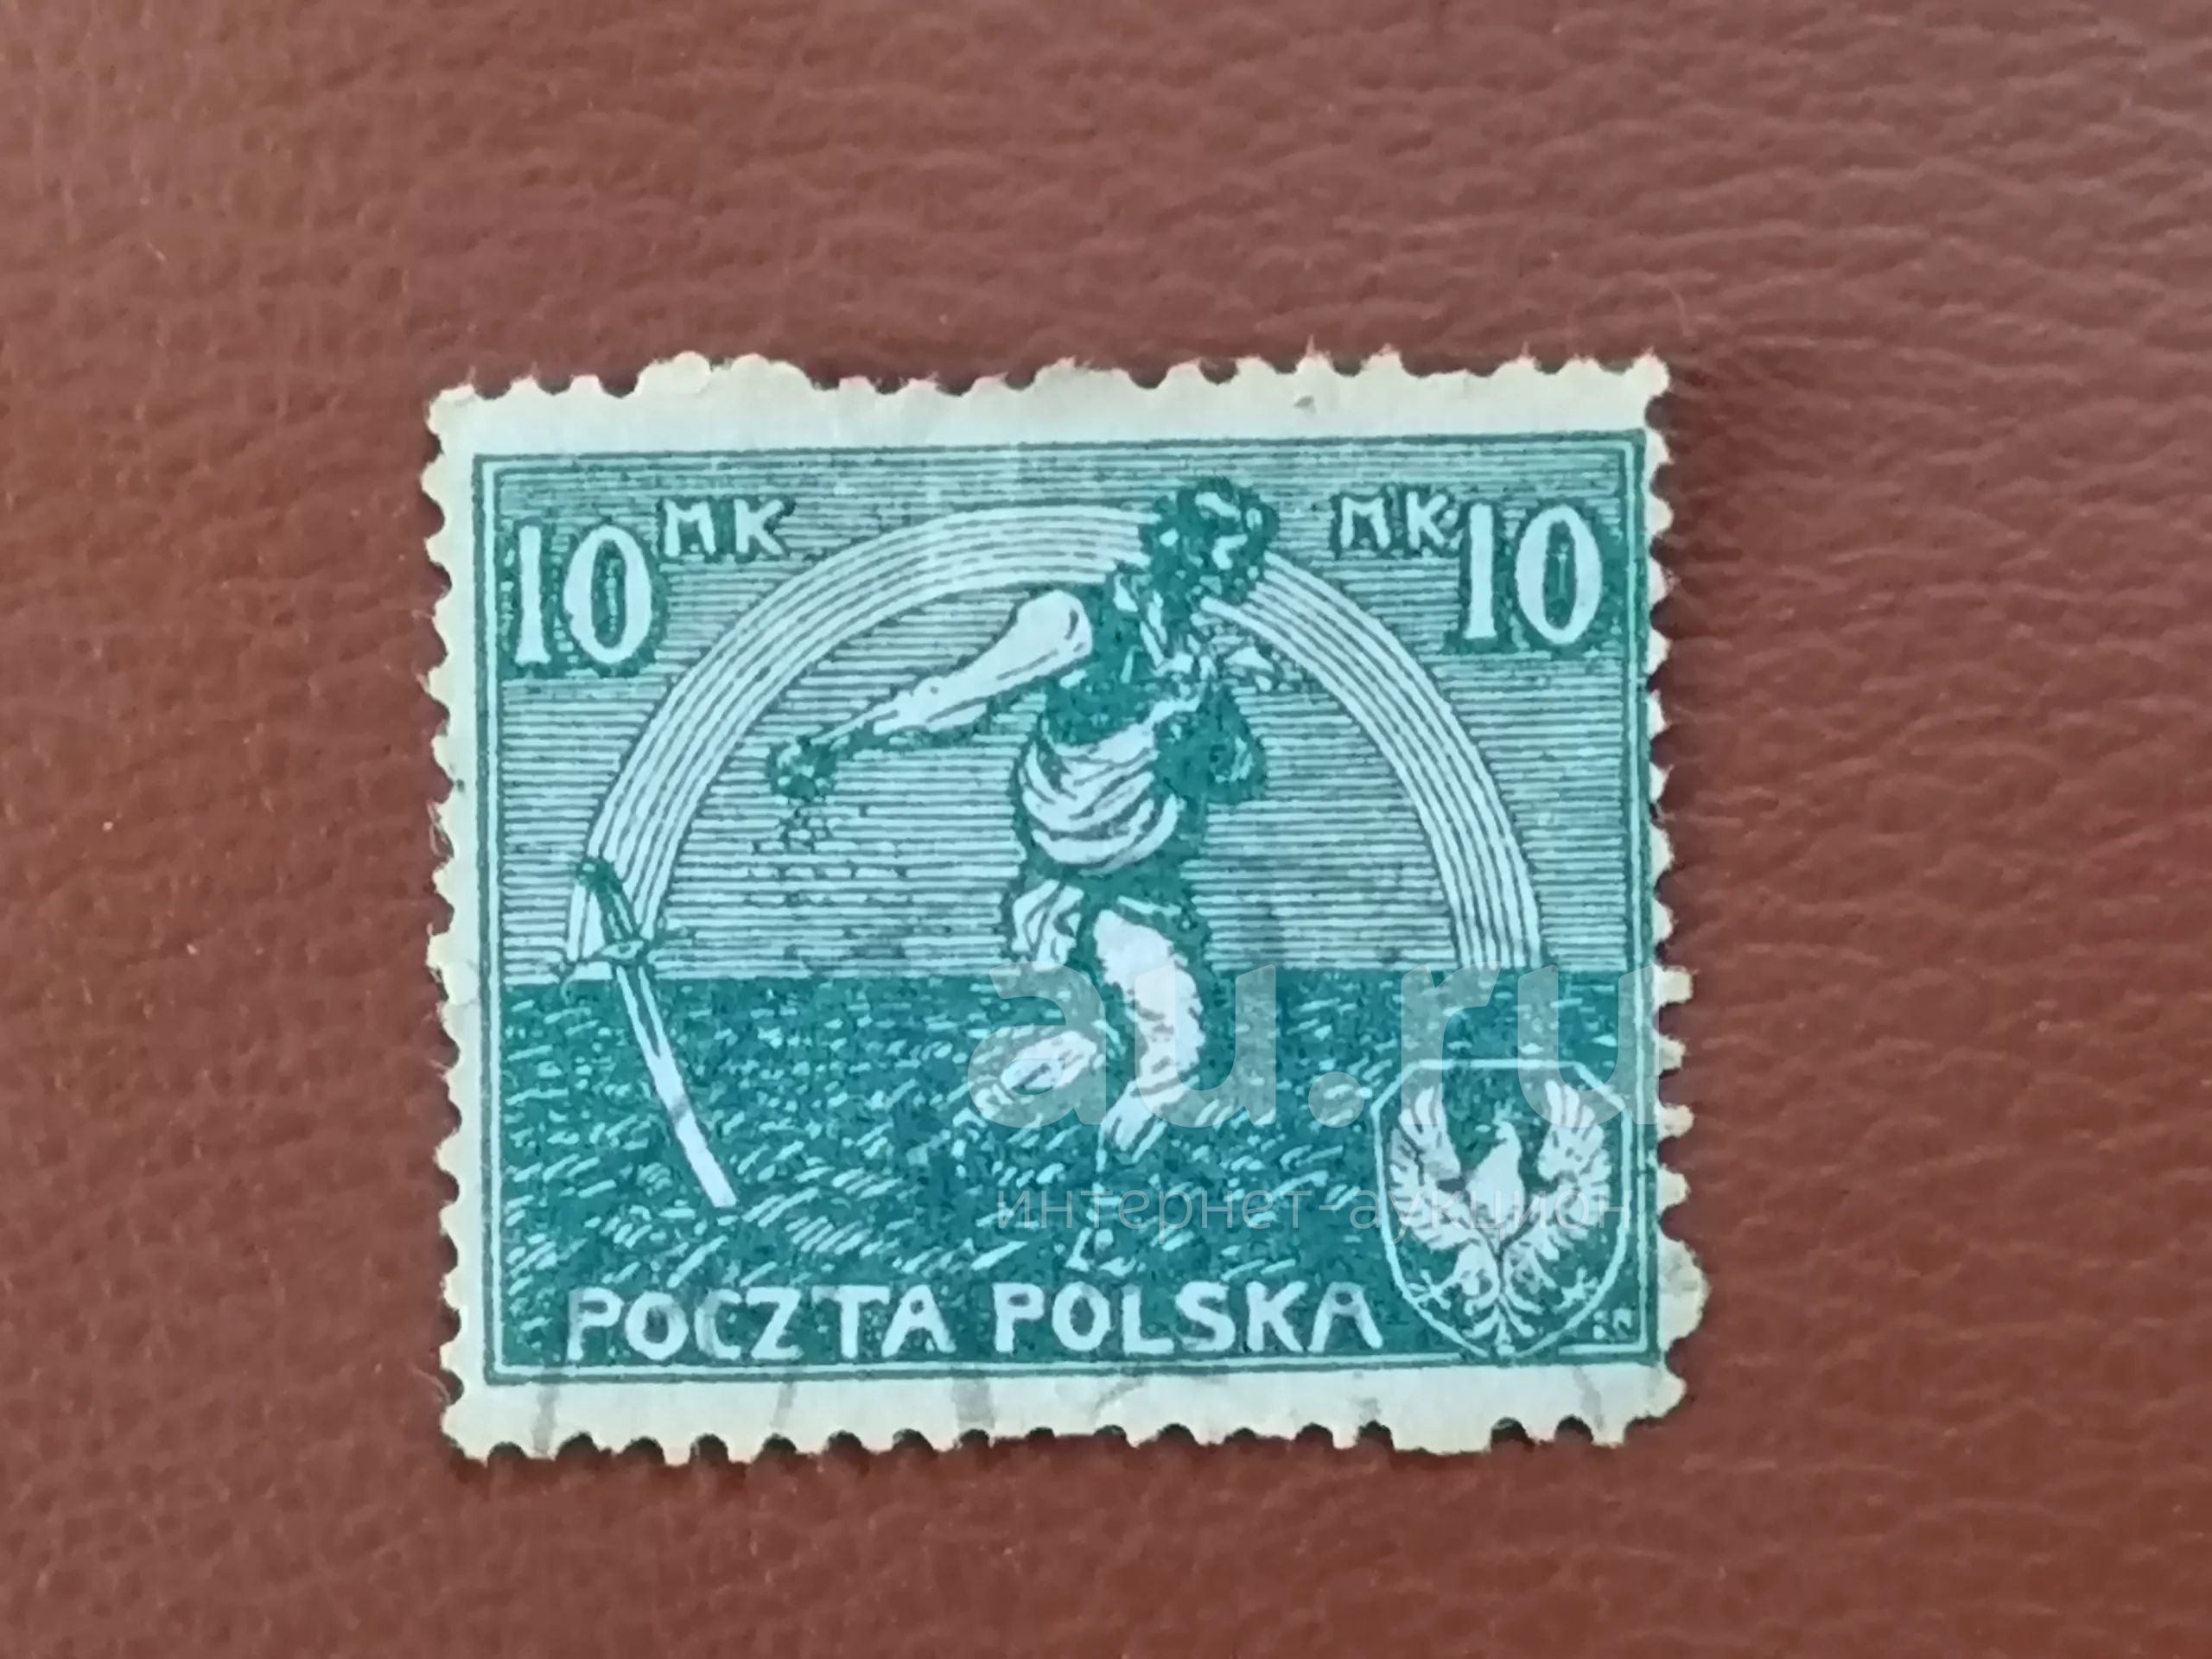 10 MK MK 10
au.ru
интернет-аукцион
POCZTA POLSKA